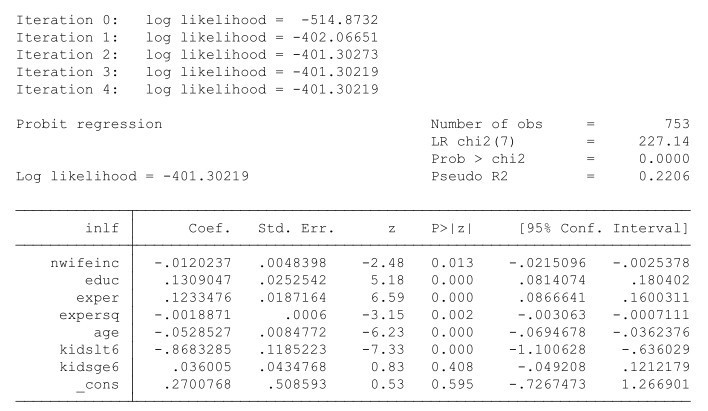 Iteration 0:   log likelihood =  -514.8732
Iteration 1:   log likelihood = -402.06651
Iteration 2:   log likelihood = -401.30273
Iteration 3:   log likelihood = -401.30219
Iteration 4:   log likelihood = -401.30219
Probit regression                Number of obs   =        753
LR chi2(7)      =     227.14
Prob > chi2     =     0.0000
Log likelihood = -401.30219      Pseudo R2       =     0.2206
inlf | Coef.   Std. Err.      z    P>|z|     [95% Conf. Interval]
nwifeinc | -.0120237   .0048398    -2.48   0.013    -.0215096   -.0025378
educ | .1309047   .0252542     5.18   0.000     .0814074     .180402
exper | .1233476   .0187164     6.59   0.000     .0866641    .1600311
expersq | -.0018871      .0006    -3.15   0.002     -.003063   -.0007111
age | -.0528527   .0084772    -6.23   0.000    -.0694678   -.0362376
kidslt6 | -.8683285   .1185223    -7.33   0.000    -1.100628    -.636029
kidsge6 | .036005   .0434768     0.83   0.408     -.049208    .1212179
_cons | .2700768    .508593     0.53   0.595    -.7267473    1.266901